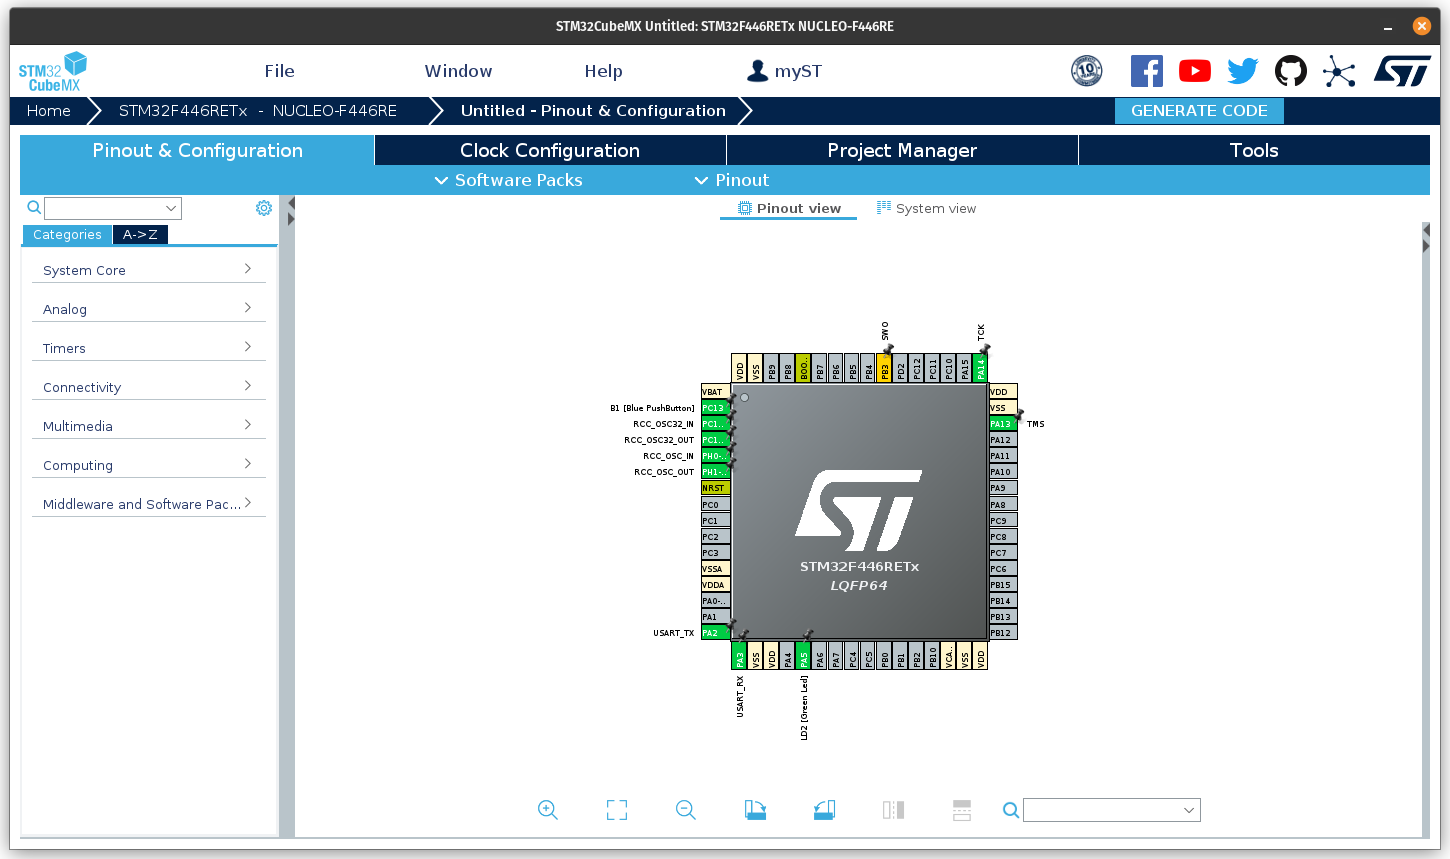 STM32CubeMX Untitled: STM32F446RETx NUCLEO-F446RE
STM32 CubeMX
File Window Help myST
10
Home STM32F446RETx - NUCLEO-F446RE Untitled - Pinout & Configuration GENERATE CODE
Pinout & Configuration Clock Configuration Project Manager Tools
Software Packs Pinout
Pinout view System view
Categories A->Z
System Core
Analog
Timers
Connectivity
Multimedia
Computing
Middleware and Software Pac...
SWO TCK
VDD VSS PB9 PB8 BOO.. PB7 PB6 PB5 PB4 PB3 PD2 PC12 PC11 PC10 PA15 PA14
VBAT VDD
B1 [Blue PushButton] PC13 VSS
RCC_OSC32_IN PC1.. PA13 TMS
RCC_OSC32_OUT PC1.. PA12
RCC_OSC_IN PH0-.. PA11
RCC_OSC_OUT PH1-.. PA10
NRST PA9
PC0 PA8
PC1 PC9
PC2 PC8
PC3 PC7
VSSA PC6
VDDA PB15
PA0-.. PB14
PA1 PB13
USART_TX PA2 PB12
ST
STM32F446RETx
LQFP64
PA3 VSS VDD PA4 PA5 PA6 PA7 PC4 PC5 PB0 PB1 PB2 PB10 VCA.. VSS VDD
USART_RX LD2 [Green Led]